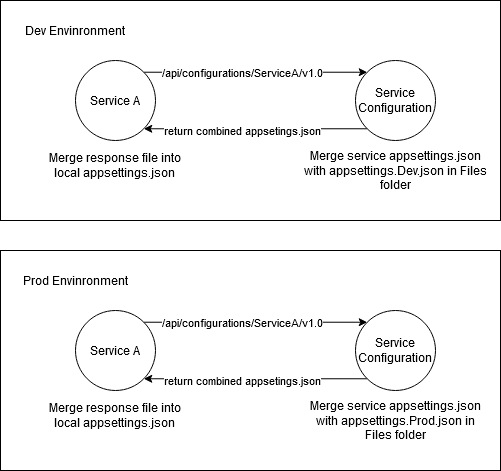 Dev Envinronment
/api/configurations/ServiceA/v1.0
Service A
Service
Configuration
return combined appsetings.json
Merge response file into
local appsettings.json
Merge service appsettings.json
with appsettings.Dev.json in Files
folder
Prod Envinronment
/api/configurations/ServiceA/v1.0
Service A
Service
Configuration
return combined appsetings.json
Merge response file into
local appsettings.json
Merge service appsettings.json
with appsettings.Prod.json in
Files folder